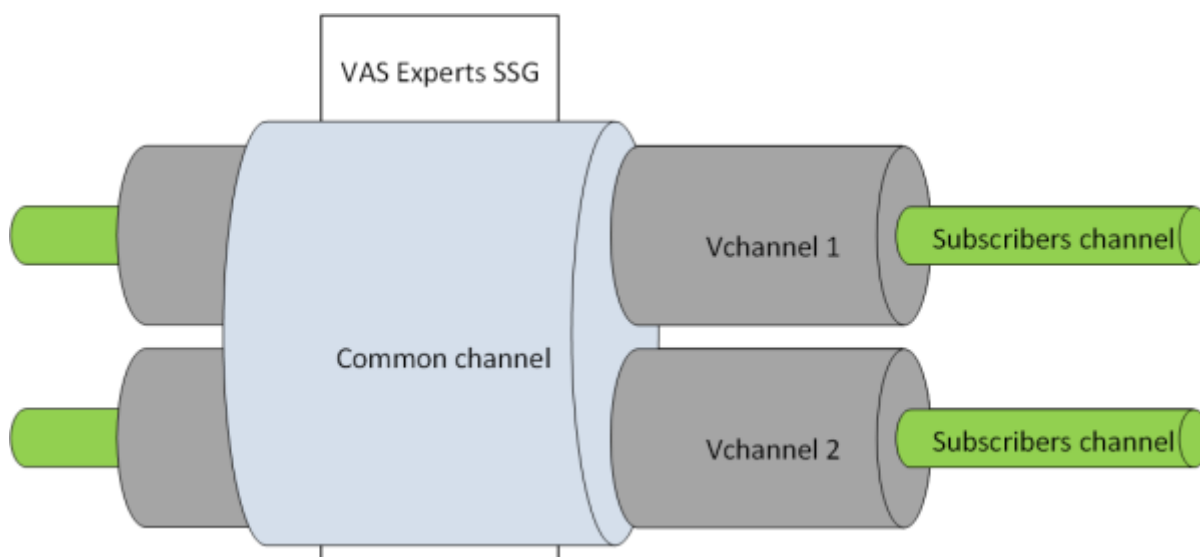 VAS Experts SSG
Vchannel 1
Subscribers channel
Common channel
Vchannel 2
Subscribers channel